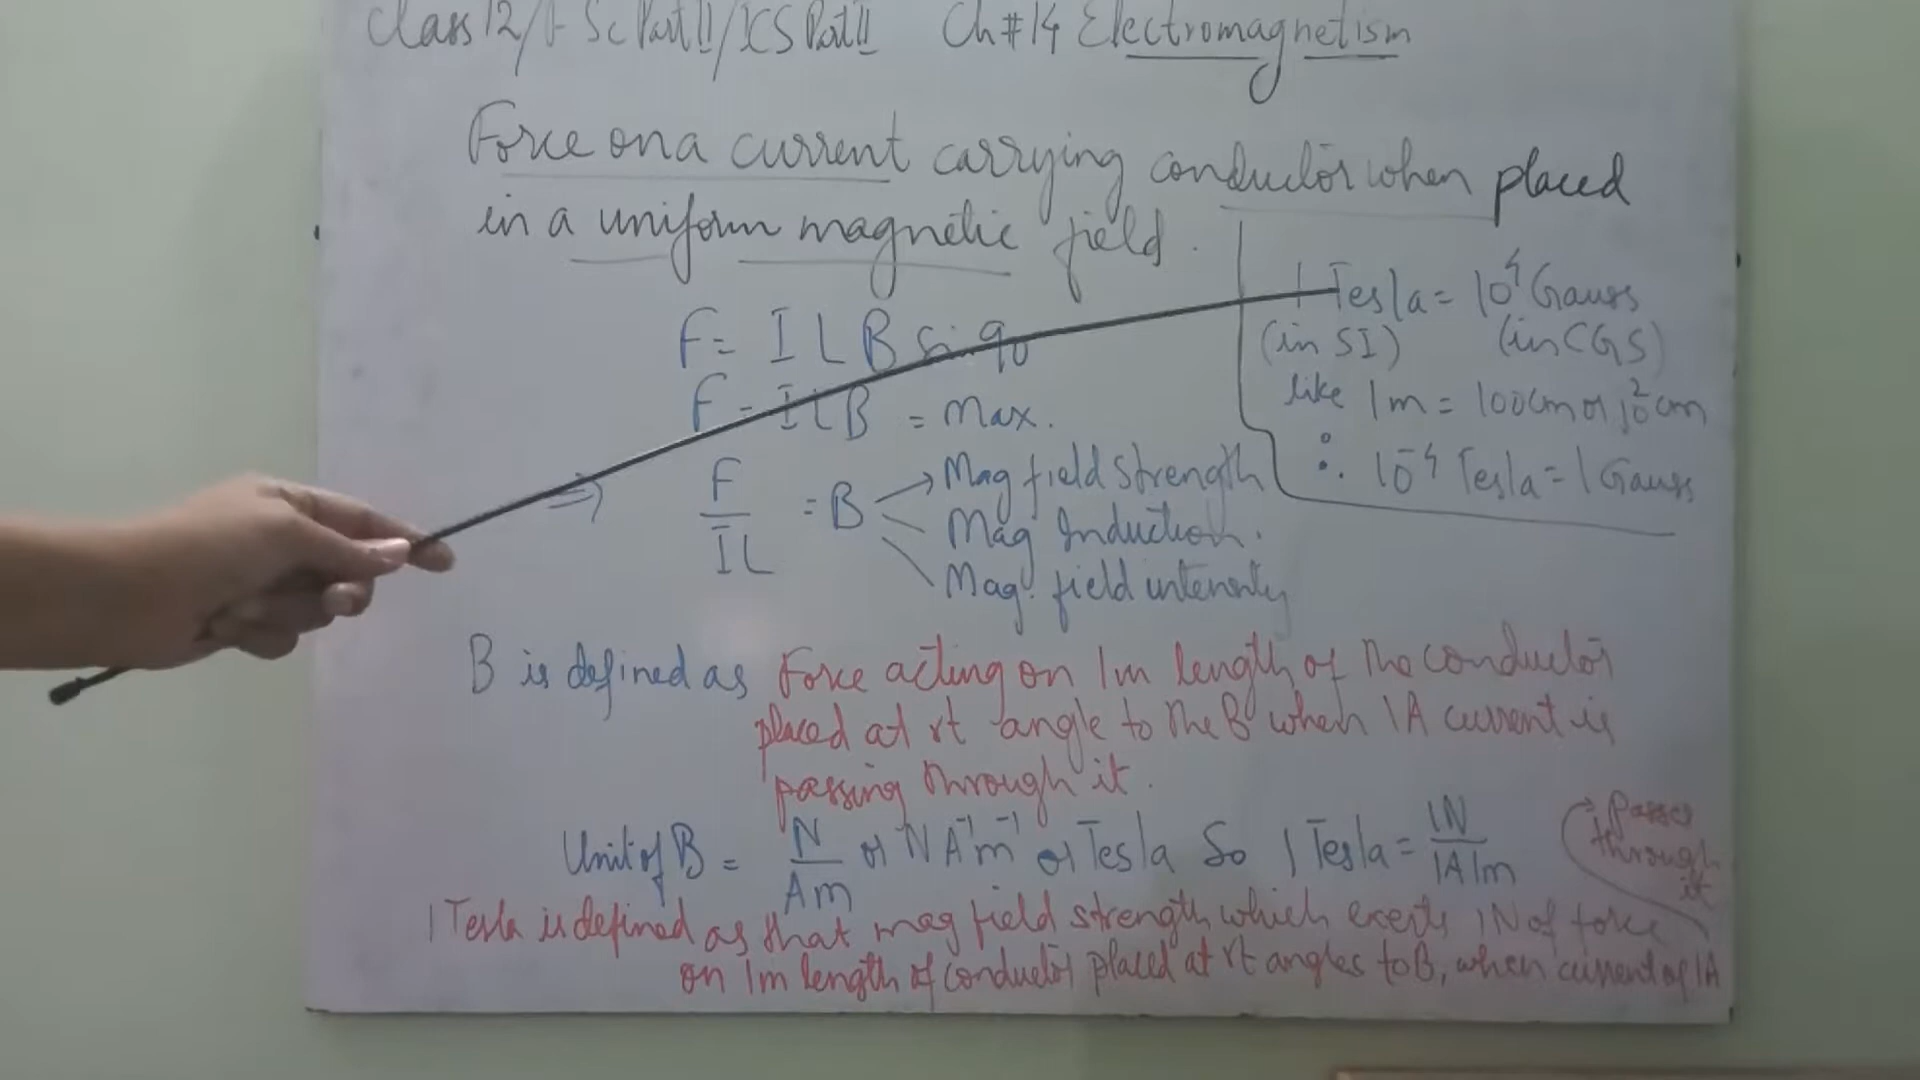 Class 12/F Sc Part II/ICS Part II Ch # 14 Electromagnetism
Force on a current carrying conductor when placed
in a uniform magnetic field.
F = I L B sin 90
F = I L B = Max.
⇒ F/IL = B → Mag field strength
Mag Induction.
Mag. field intensity
1 Tesla = 10⁴ Gauss
(in SI) (in CGS)
like 1m = 100cm or 10² cm
∴ 10⁻⁴ Tesla = 1 Gauss
B is defined as Force acting on 1m length of the conductor
placed at rt angle to the B when 1A current is
passing through it.
Unit of B = N/Am or N A⁻¹ m⁻¹ or Tesla So 1 Tesla = 1N/1A 1m
1 Tesla is defined as that mag field strength which exerts 1N of force
on 1m length of conductor placed at rt angles to B, when current of 1A
passes
through
it